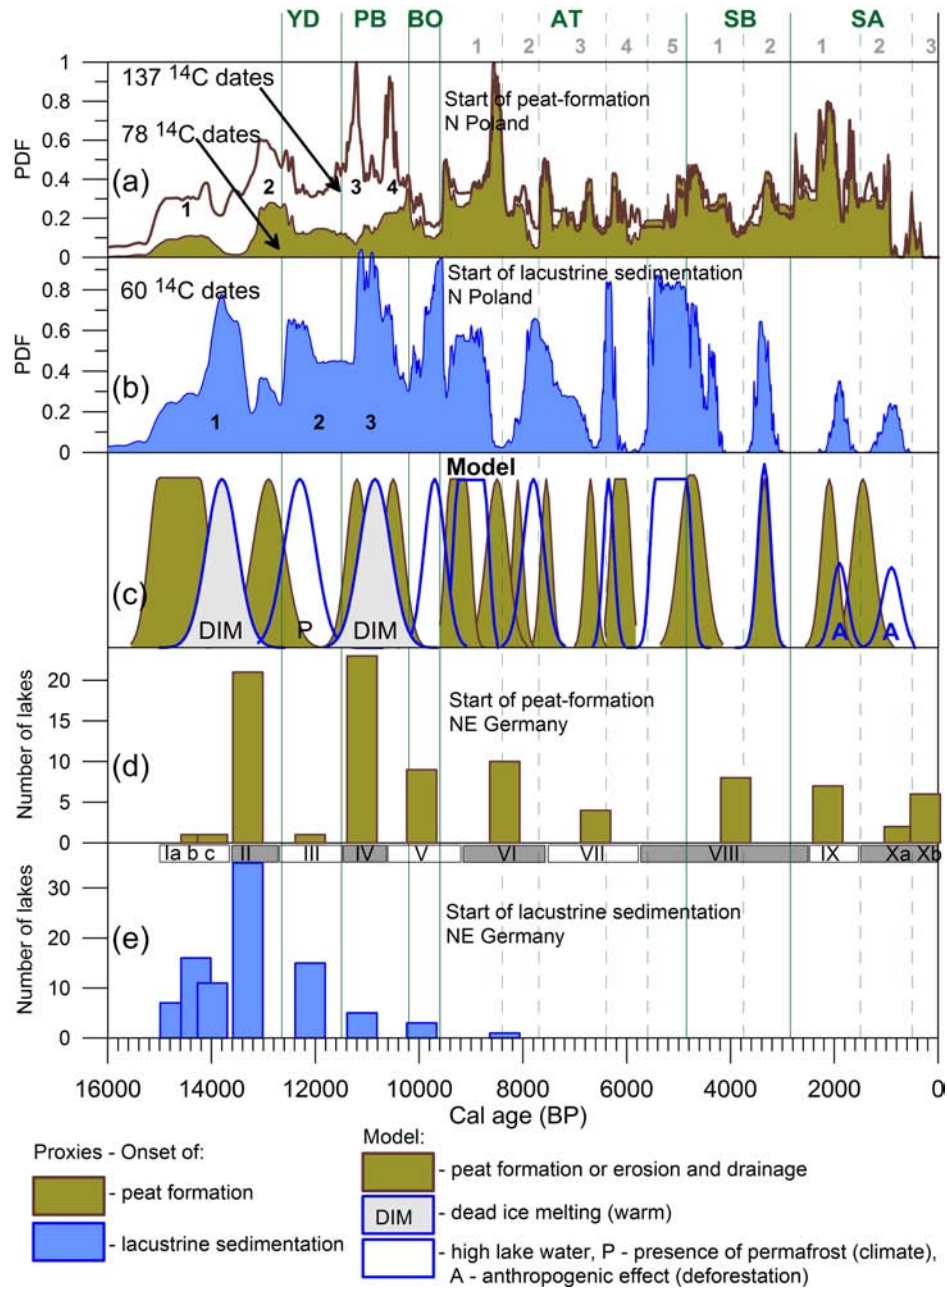 YD PB BO AT SB SA
1 2 3 4 5 1 2 1 2 3
1
0.8
0.6
0.4
0.2
0
PDF
137 14C dates
78 14C dates
Start of peat-formation
N Poland
(a)
1 2 3 4
0.8
0.6
0.4
0.2
0
PDF
60 14C dates
Start of lacustrine sedimentation
N Poland
(b)
1 2 3
Model
(c)
DIM P DIM A A
20
15
10
5
0
Number of lakes
Start of peat-formation
NE Germany
(d)
Ia b c II III IV V VI VII VIII IX Xa Xb
30
20
10
0
Number of lakes
Start of lacustrine sedimentation
NE Germany
(e)
16000 14000 12000 10000 8000 6000 4000 2000 0
Cal age (BP)
Proxies - Onset of:
- peat formation
- lacustrine sedimentation
Model:
- peat formation or erosion and drainage
DIM - dead ice melting (warm)
- high lake water, P - presence of permafrost (climate),
A - anthropogenic effect (deforestation)